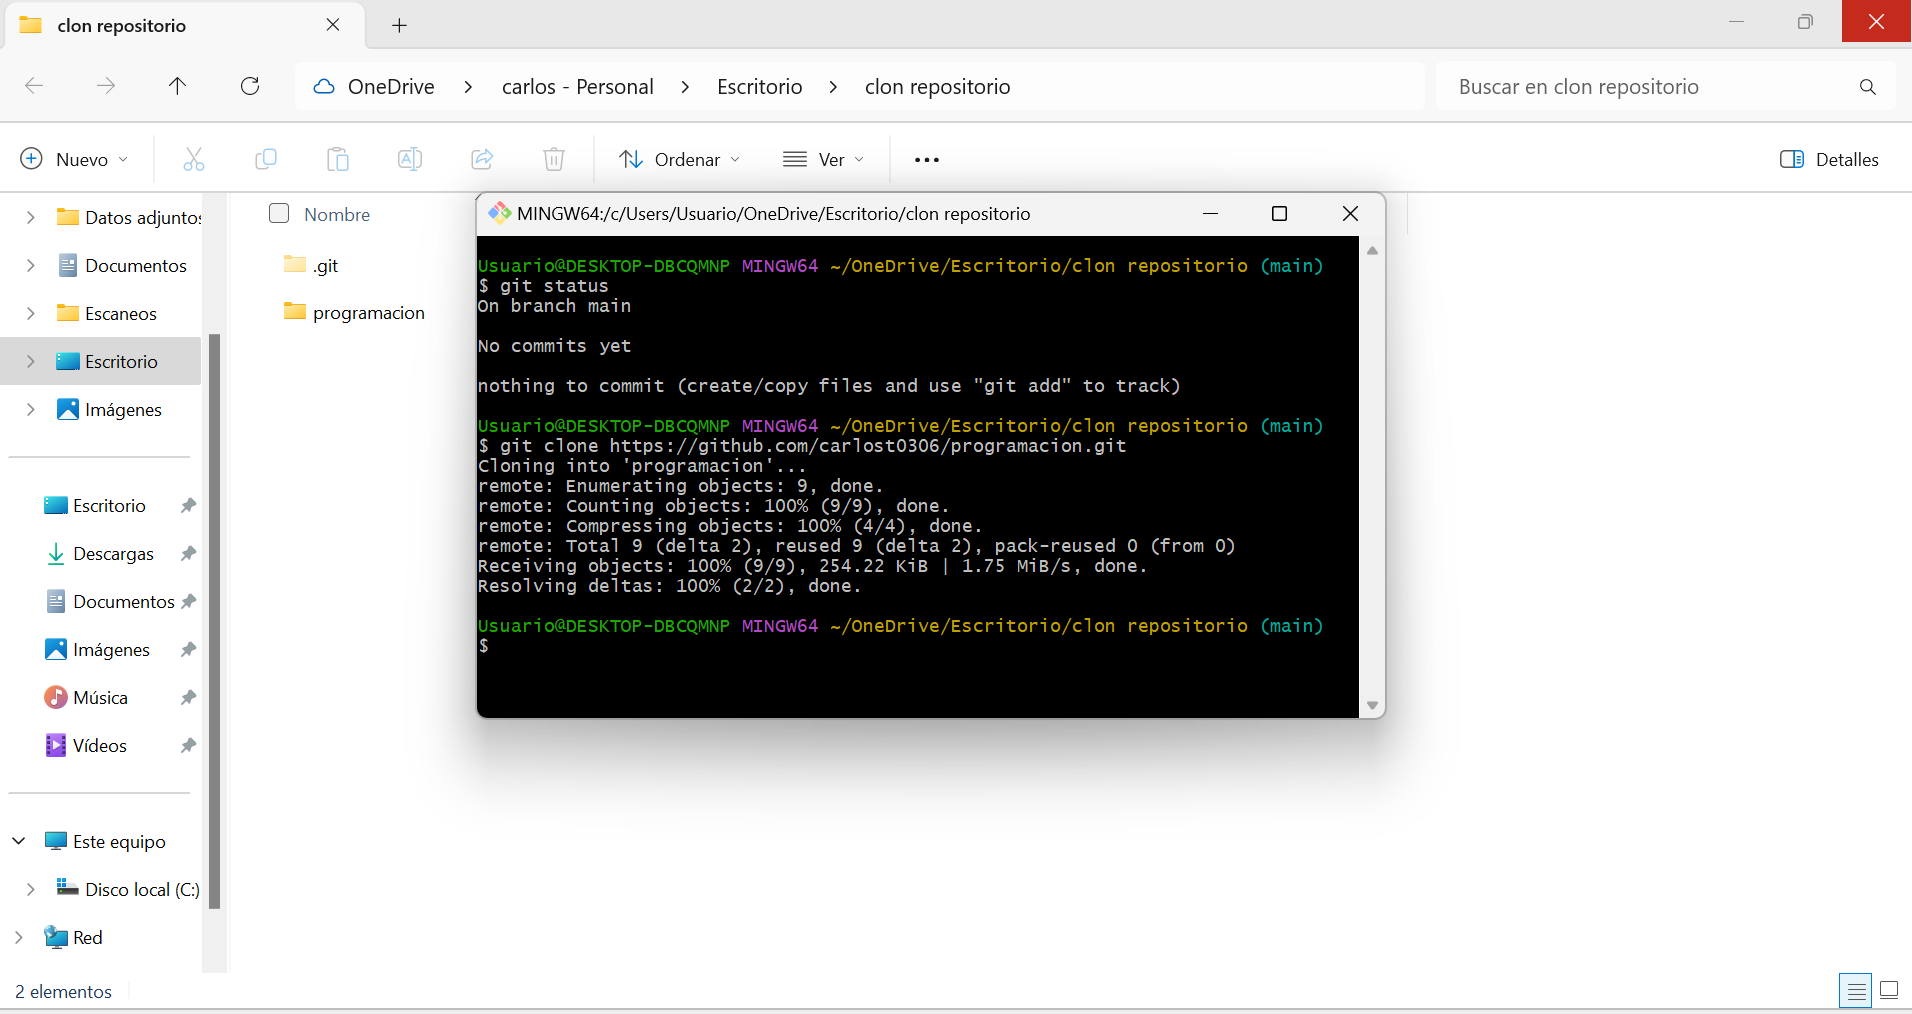 clon repositorio
OneDrive > carlos - Personal > Escritorio > clon repositorio
Buscar en clon repositorio
Nuevo
Ordenar
Ver
Detalles
Datos adjuntos
Documentos
Escaneos
Escritorio
Imágenes
Escritorio
Descargas
Documentos
Imágenes
Música
Vídeos
Este equipo
Disco local (C:)
Red
Nombre
.git
programacion
MINGW64:/c/Users/Usuario/OneDrive/Escritorio/clon repositorio
Usuario@DESKTOP-DBCQMNP MINGW64 ~/OneDrive/Escritorio/clon repositorio (main)
$ git status
On branch main
No commits yet
nothing to commit (create/copy files and use "git add" to track)
Usuario@DESKTOP-DBCQMNP MINGW64 ~/OneDrive/Escritorio/clon repositorio (main)
$ git clone https://github.com/carlost0306/programacion.git
Cloning into 'programacion'...
remote: Enumerating objects: 9, done.
remote: Counting objects: 100% (9/9), done.
remote: Compressing objects: 100% (4/4), done.
remote: Total 9 (delta 2), reused 9 (delta 2), pack-reused 0 (from 0)
Receiving objects: 100% (9/9), 254.22 KiB | 1.75 MiB/s, done.
Resolving deltas: 100% (2/2), done.
Usuario@DESKTOP-DBCQMNP MINGW64 ~/OneDrive/Escritorio/clon repositorio (main)
$
2 elementos